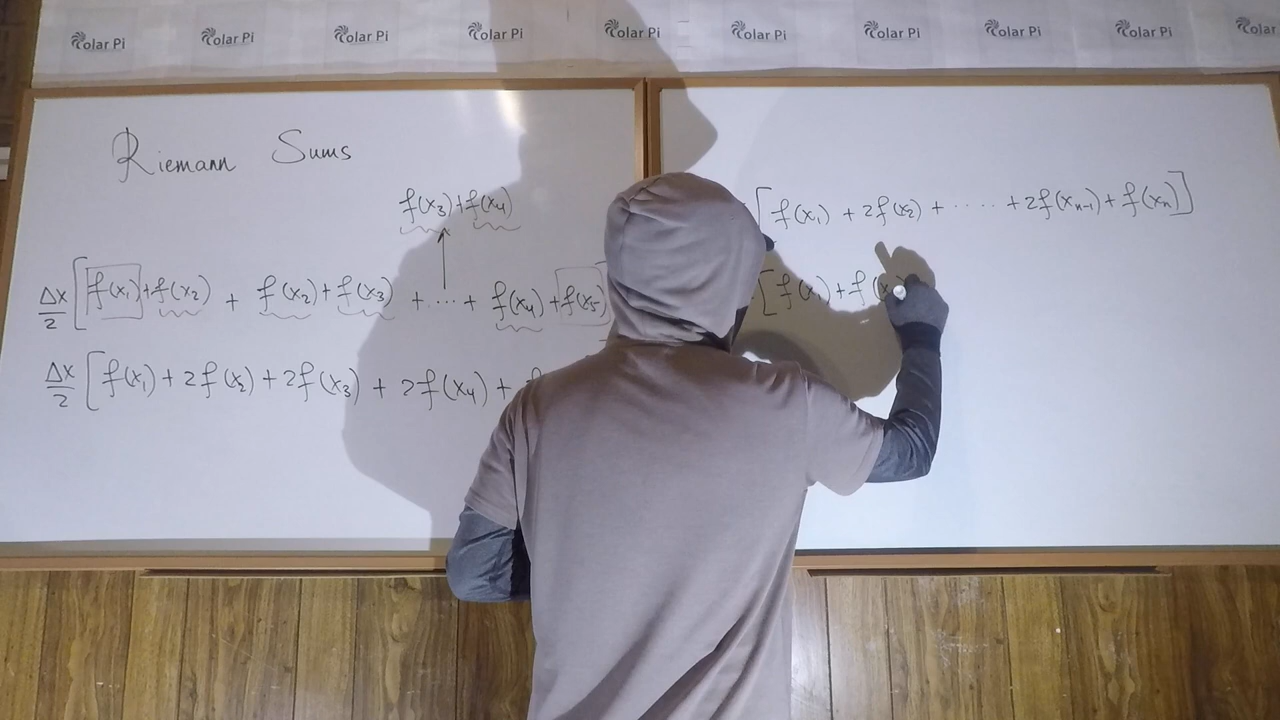 Solar Pi Solar Pi Solar Pi Solar Pi Solar Pi Solar Pi Solar Pi Solar Pi Solar Pi Solar
Riemann Sums
f(x₃)+f(x₄)
Δx/2 [f(x₁)+f(x₂) + f(x₂)+f(x₃) +....+ f(x₄)+f(x₅)
Δx/2 [f(x₁)+2f(x₂)+2f(x₃)+2f(x₄)+
[f(x₁)+2f(x₂)+.....+2f(xₙ₋₁)+f(xₙ)]
[f(x₁)+f(x